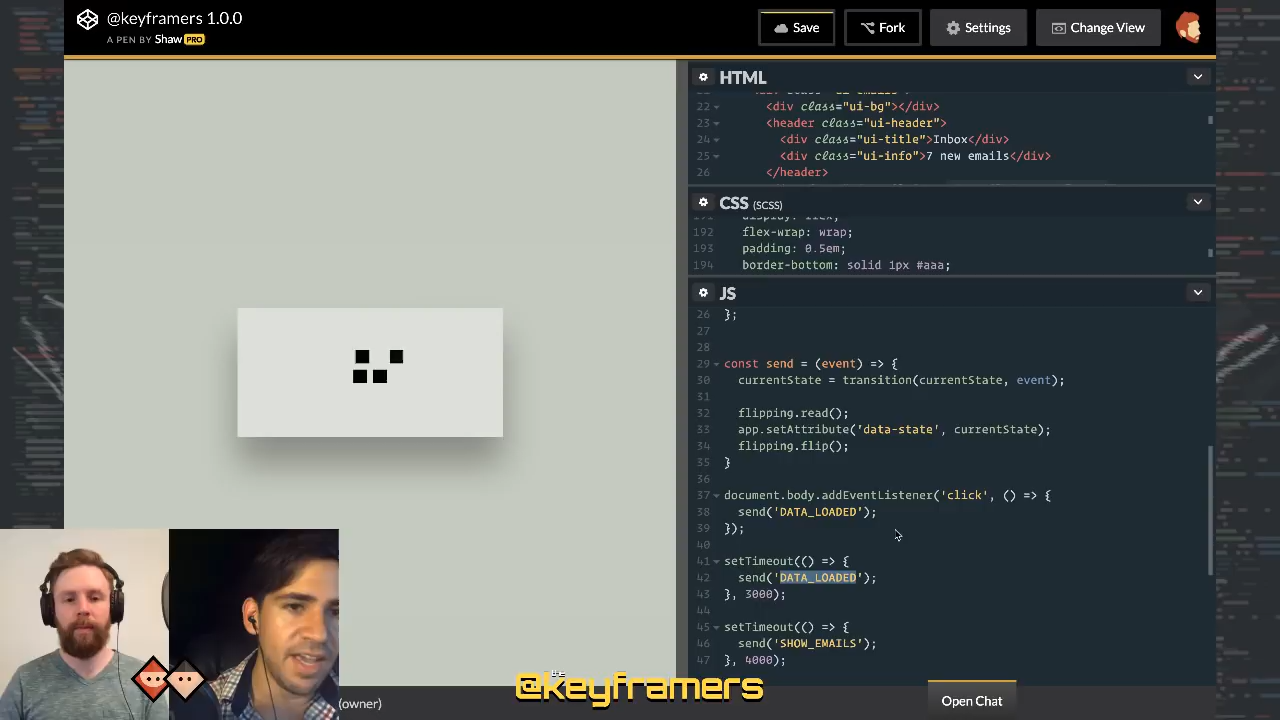 @keyframers 1.0.0
A PEN BY Shaw PRO
Save
Fork
Settings
Change View
HTML
22 <div class="ui-bg"></div>
23 <header class="ui-header">
24 <div class="ui-title">Inbox</div>
25 <div class="ui-info">7 new emails</div>
26 </header>
CSS (SCSS)
191 display: flex;
192 flex-wrap: wrap;
193 padding: 0.5em;
194 border-bottom: solid 1px #aaa;
JS
26 };
27
28
29 const send = (event) => {
30 currentState = transition(currentState, event);
31
32 flipping.read();
33 app.setAttribute('data-state', currentState);
34 flipping.flip();
35 }
36
37 document.body.addEventListener('click', () => {
38 send('DATA_LOADED');
39 });
40
41 setTimeout(() => {
42 send('DATA_LOADED');
43 }, 3000);
44
45 setTimeout(() => {
46 send('SHOW_EMAILS');
47 }, 4000);
the
@keyframers
(owner)
Open Chat